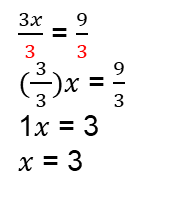 3x/3 = 9/3
(3/3)x = 9/3
1x = 3
x = 3